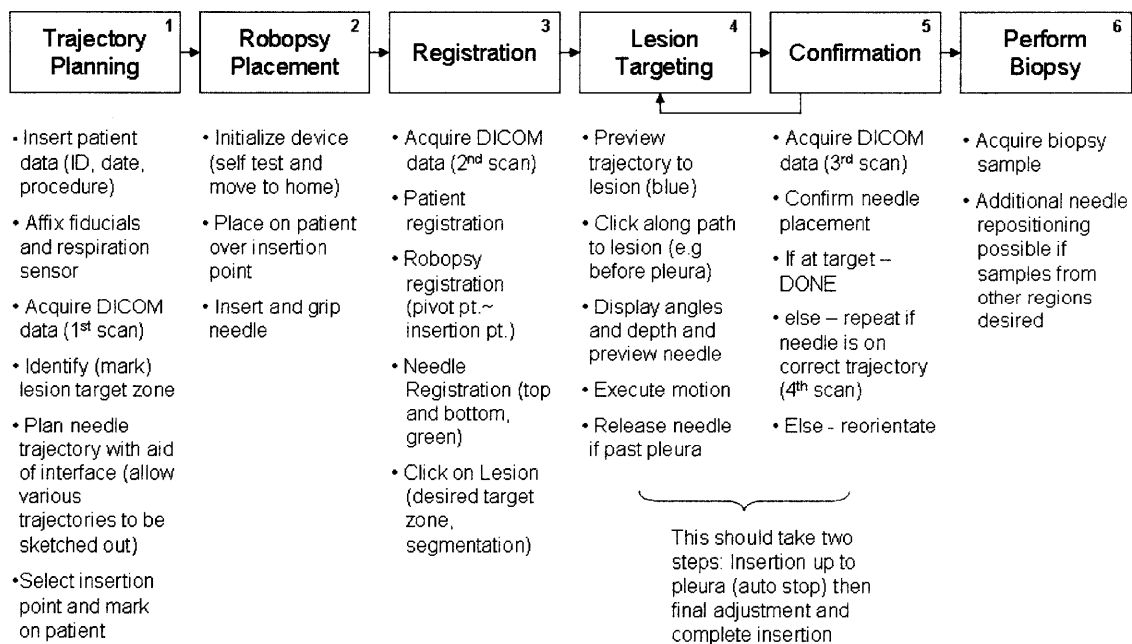 1
Trajectory
Planning
2
Robopsy
Placement
3
Registration
4
Lesion
Targeting
5
Confirmation
6
Perform
Biopsy
• Insert patient
data (ID, date,
procedure)
• Affix fiducials
and respiration
sensor
• Acquire DICOM
data (1st scan)
• Identify (mark)
lesion target zone
• Plan needle
trajectory with aid
of interface (allow
various
trajectories to be
sketched out)
•Select insertion
point and mark
on patient
• Initialize device
(self test and
move to home)
• Place on patient
over insertion
point
• Insert and grip
needle
• Acquire DICOM
data (2nd scan)
• Patient
registration
• Robopsy
registration
(pivot pt.~
insertion pt.)
• Needle
Registration (top
and bottom,
green)
• Click on Lesion
(desired target
zone,
segmentation)
• Preview
trajectory to
lesion (blue)
• Click along path
to lesion (e.g
before pleura)
• Display angles
and depth and
preview needle
• Execute motion
• Release needle
if past pleura
• Acquire DICOM
data (3rd scan)
• Confirm needle
placement
• If at target –
DONE
• else – repeat if
needle is on
correct trajectory
(4th scan)
• Else - reorientate
This should take two
steps: Insertion up to
pleura (auto stop) then
final adjustment and
complete insertion
• Acquire biopsy
sample
• Additional needle
repositioning
possible if
samples from
other regions
desired